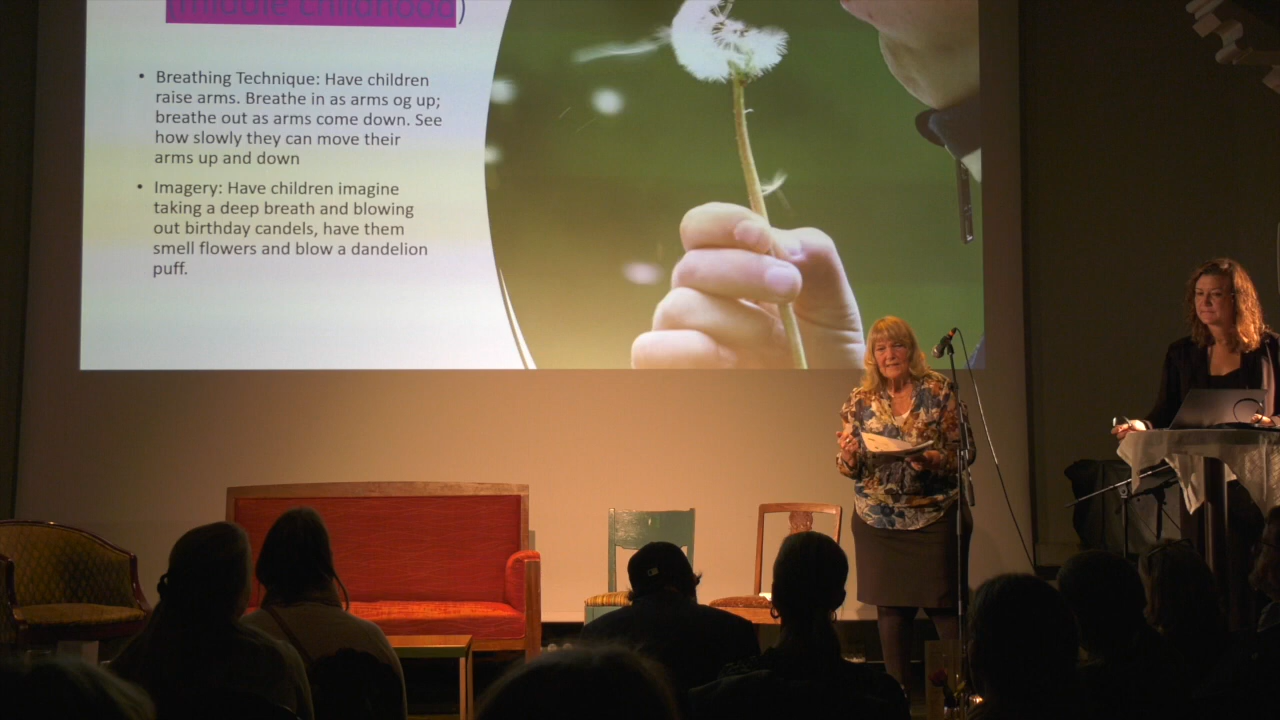 (middle childhood)
• Breathing Technique: Have children
raise arms. Breathe in as arms og up;
breathe out as arms come down. See
how slowly they can move their
arms up and down
• Imagery: Have children imagine
taking a deep breath and blowing
out birthday candels, have them
smell flowers and blow a dandelion
puff.